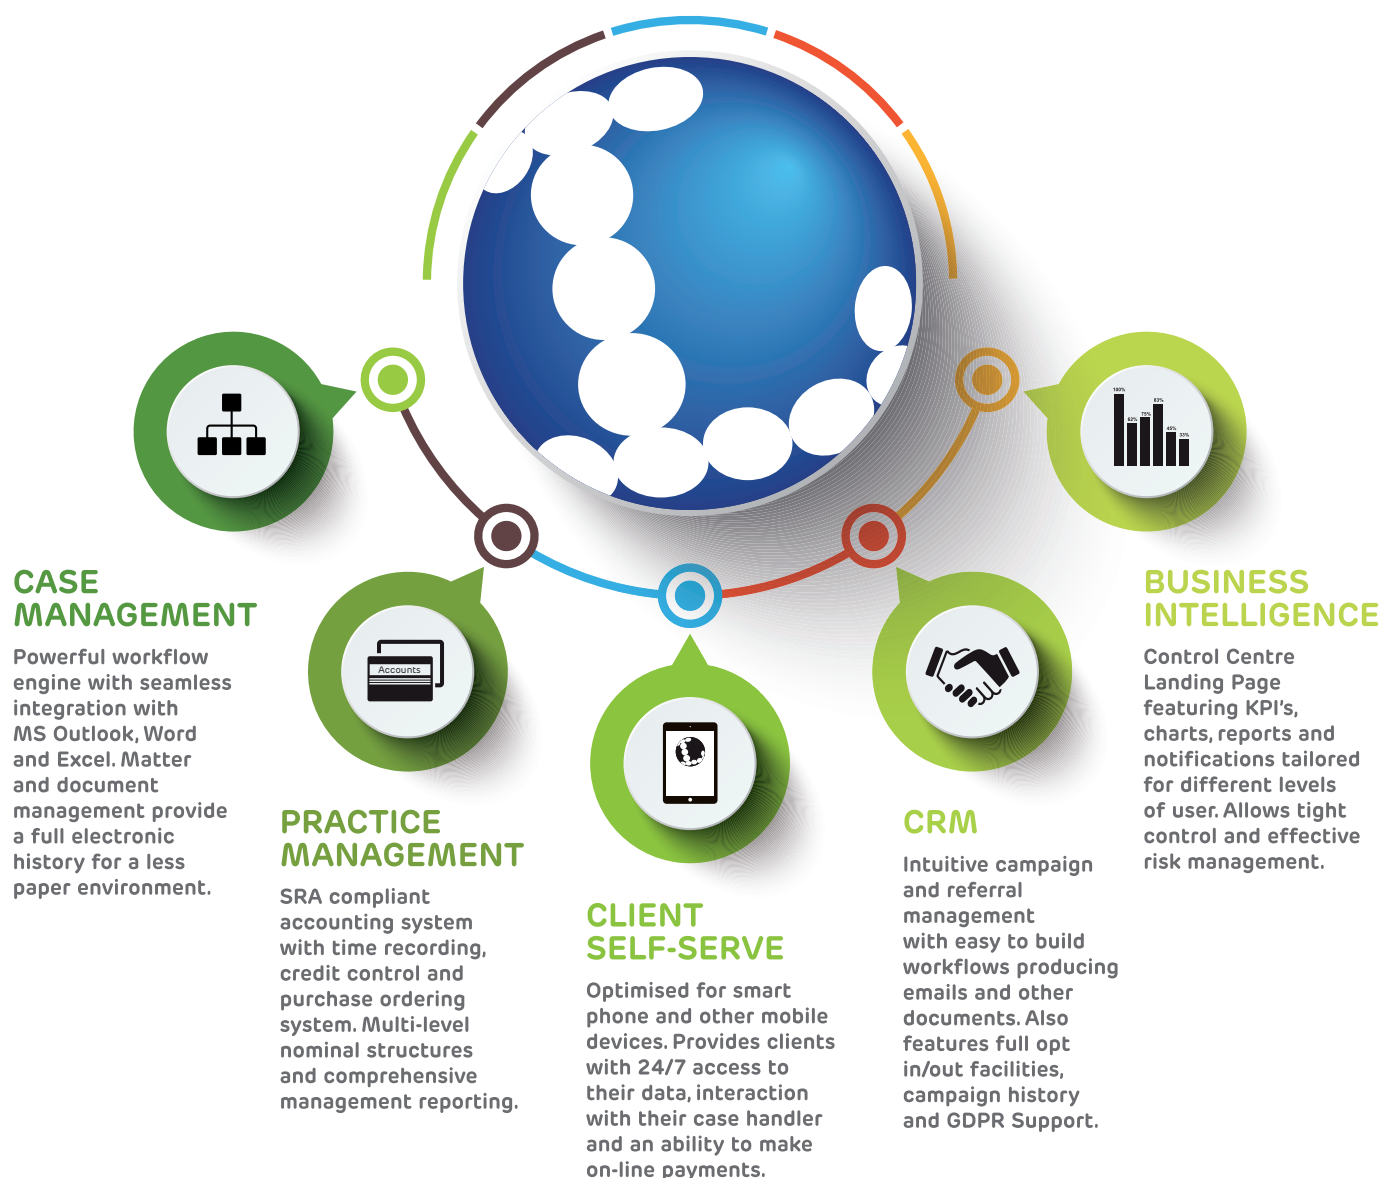 100%
62%
75%
83%
45%
33%
Accounts
CASE
MANAGEMENT
Powerful workflow
engine with seamless
integration with
MS Outlook, Word
and Excel. Matter
and document
management provide
a full electronic
history for a less
paper environment.
PRACTICE
MANAGEMENT
SRA compliant
accounting system
with time recording,
credit control and
purchase ordering
system. Multi-level
nominal structures
and comprehensive
management reporting.
CLIENT
SELF-SERVE
Optimised for smart
phone and other mobile
devices. Provides clients
with 24/7 access to
their data, interaction
with their case handler
and an ability to make
on-line payments.
CRM
Intuitive campaign
and referral
management
with easy to build
workflows producing
emails and other
documents. Also
features full opt
in/out facilities,
campaign history
and GDPR Support.
BUSINESS
INTELLIGENCE
Control Centre
Landing Page
featuring KPI's,
charts, reports and
notifications tailored
for different levels
of user. Allows tight
control and effective
risk management.